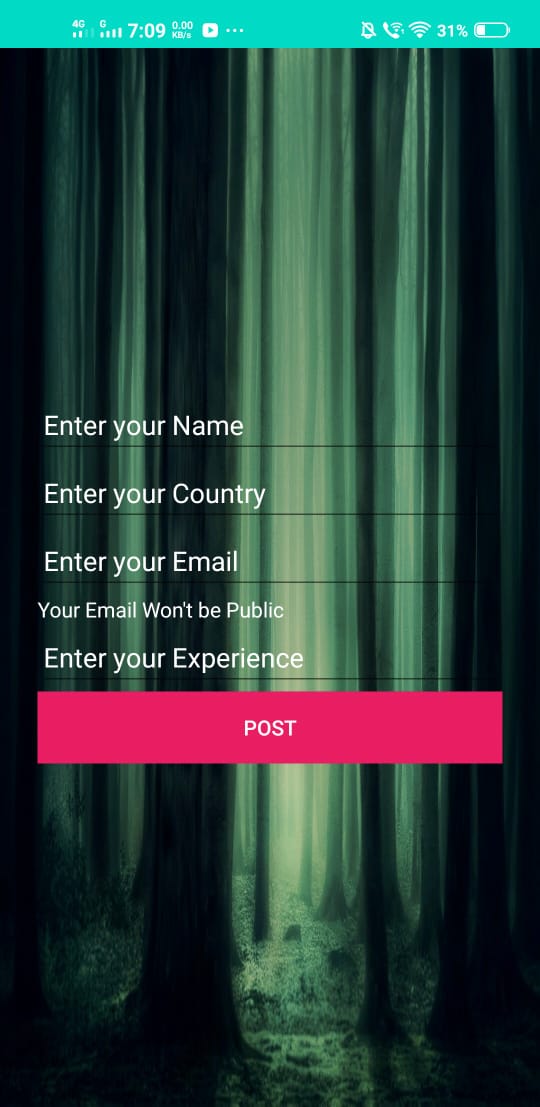 4G G 7:09 0.00 KB/s ... 31%
Enter your Name
Enter your Country
Enter your Email
Your Email Won't be Public
Enter your Experience
POST